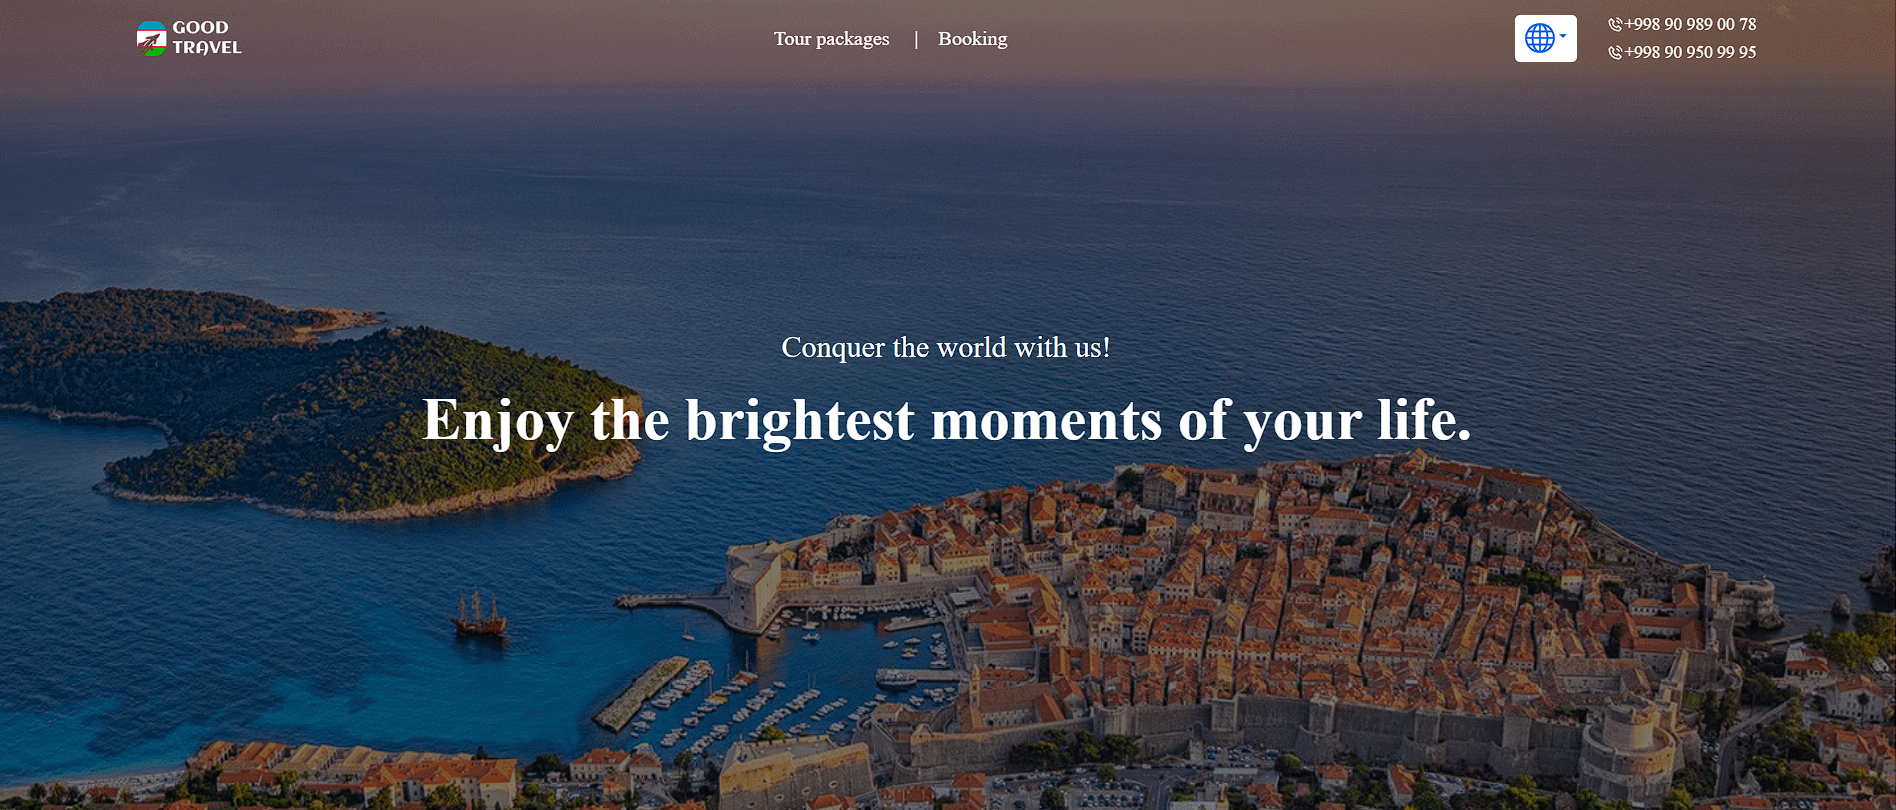 GOOD
TRAVEL
Tour packages | Booking
+998 90 989 00 78
+998 90 950 99 95
Conquer the world with us!
Enjoy the brightest moments of your life.